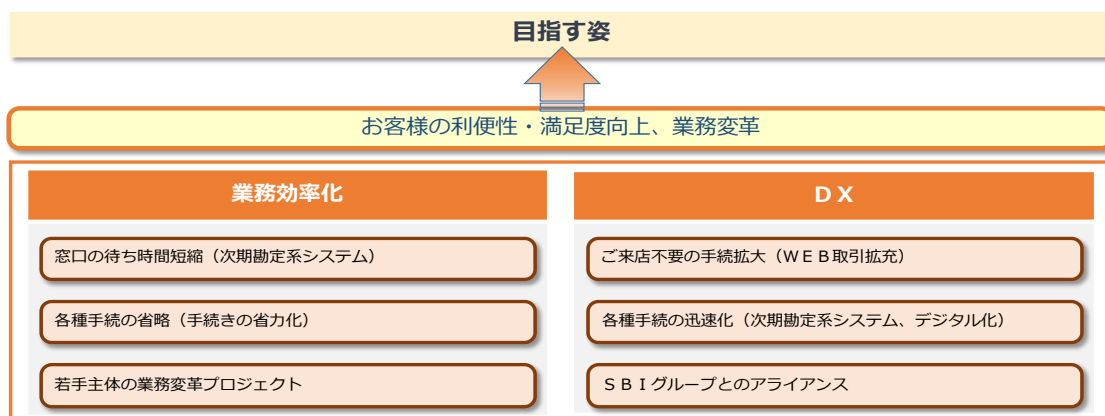 目指す姿
お客様の利便性・満足度向上、業務変革
業務効率化
窓口の待ち時間短縮（次期勘定系システム）
各種手続の省略（手続きの省力化）
若手主体の業務変革プロジェクト
ＤＸ
ご来店不要の手続拡大（ＷＥＢ取引拡充）
各種手続の迅速化（次期勘定系システム、デジタル化）
ＳＢＩグループとのアライアンス